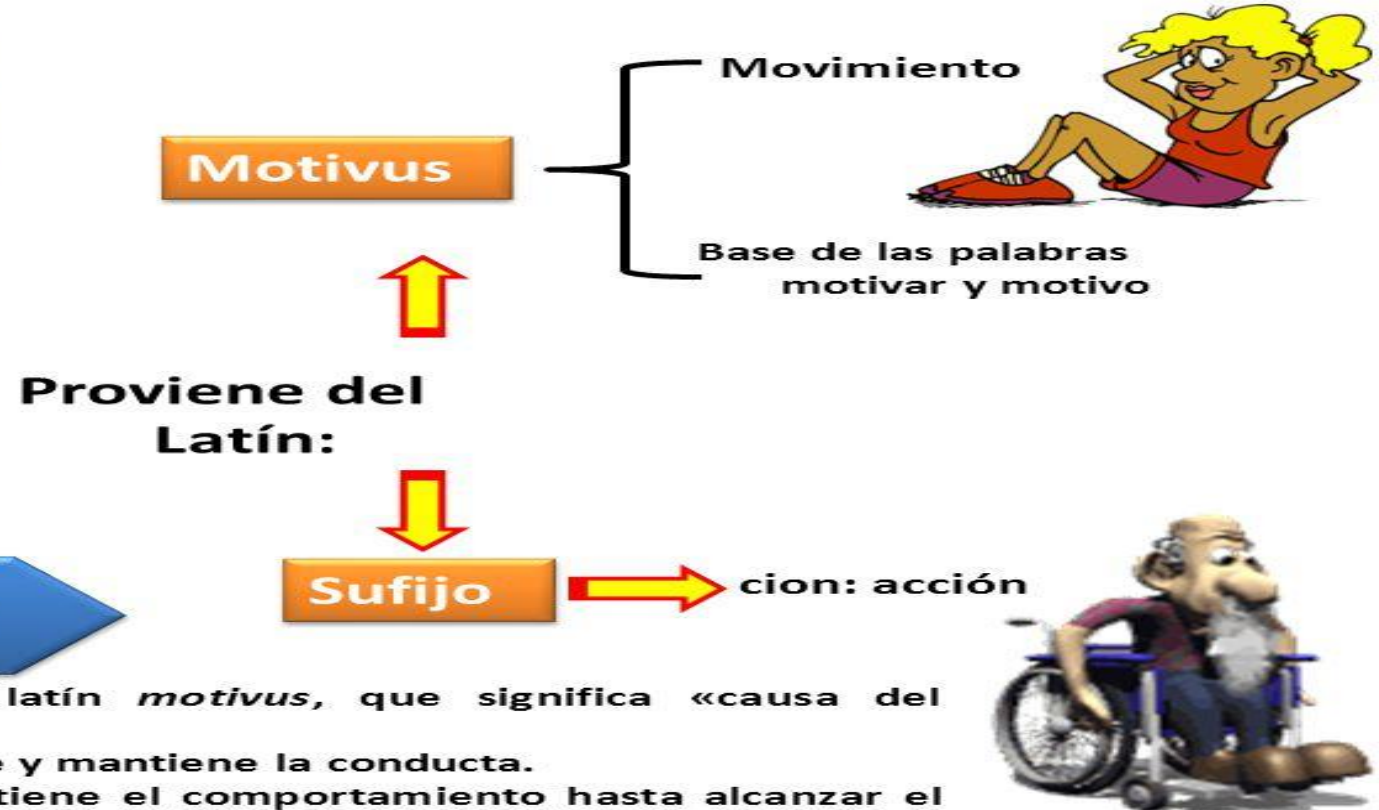 Movimiento
Motivus
Base de las palabras
motivar y motivo
Proviene del
Latín:
Sufijo
cion: acción
latín motivus, que significa «causa del
y mantiene la conducta.
tiene el comportamiento hasta alcanzar el